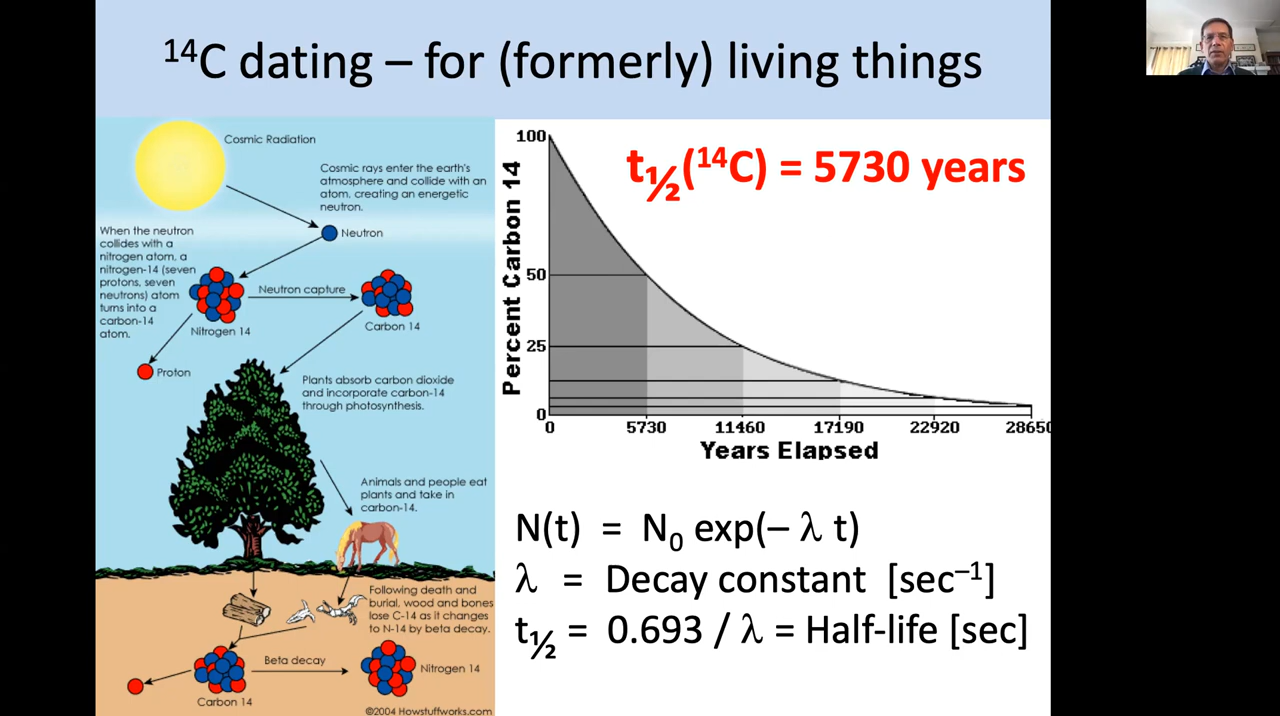 ¹⁴C dating – for (formerly) living things
Cosmic Radiation
Cosmic rays enter the earth's
atmosphere and collide with an
atom, creating an energetic
neutron.
Neutron
When the neutron
collides with a
nitrogen atom, a
nitrogen-14 (seven
protons, seven
neutrons) atom
turns into a
carbon-14
atom.
Neutron capture
Nitrogen 14
Carbon 14
Proton
Plants absorb carbon dioxide
and incorporate carbon-14
through photosynthesis.
Animals and people eat
plants and take in
carbon-14.
Following death and
burial, wood and bones
lose C-14 as it changes
to N-14 by beta decay.
Beta decay
Nitrogen 14
Carbon 14
©2004 Howstuffworks.com
t½(¹⁴C) = 5730 years
Percent Carbon 14
100
50
25
0
0 5730 11460 17190 22920 28650
Years Elapsed
N(t) = N₀ exp(– λ t)
λ = Decay constant [sec⁻¹]
t½ = 0.693 / λ = Half-life [sec]